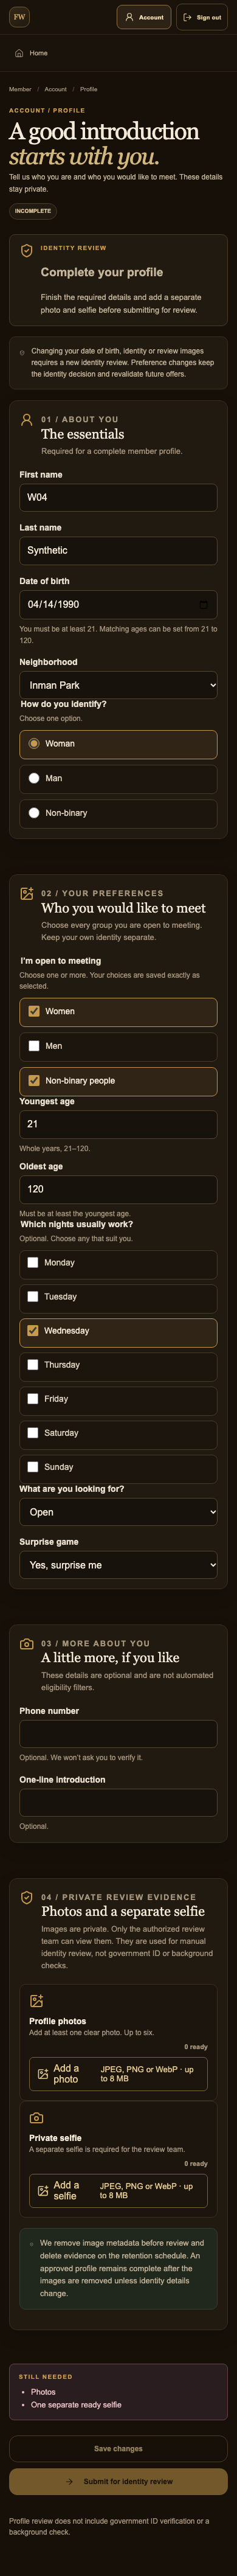 FW
Account
Sign out
Home
Member / Account / Profile
ACCOUNT / PROFILE
A good introduction
starts with you.
Tell us who you are and who you would like to meet. These details
stay private.
INCOMPLETE
IDENTITY REVIEW
Complete your profile
Finish the required details and add a separate
photo and selfie before submitting for review.
Changing your date of birth, identity or review images
requires a new identity review. Preference changes keep
the identity decision and revalidate future offers.
01 / ABOUT YOU
The essentials
Required for a complete member profile.
First name
W04
Last name
Synthetic
Date of birth
04/14/1990
You must be at least 21. Matching ages can be set from 21 to
120.
Neighborhood
Inman Park
How do you identify?
Choose one option.
Woman
Man
Non-binary
02 / YOUR PREFERENCES
Who you would like to meet
Choose every group you are open to meeting.
Keep your own identity separate.
I'm open to meeting
Choose one or more. Your choices are saved exactly as
selected.
Women
Men
Non-binary people
Youngest age
21
Whole years, 21–120.
Oldest age
120
Must be at least the youngest age.
Which nights usually work?
Optional. Choose any that suit you.
Monday
Tuesday
Wednesday
Thursday
Friday
Saturday
Sunday
What are you looking for?
Open
Surprise game
Yes, surprise me
03 / MORE ABOUT YOU
A little more, if you like
These details are optional and are not automated
eligibility filters.
Phone number
Optional. We won't ask you to verify it.
One-line introduction
Optional.
04 / PRIVATE REVIEW EVIDENCE
Photos and a separate selfie
Images are private. Only the authorized review
team can view them. They are used for manual
identity review, not government ID or background
checks.
Profile photos
Add at least one clear photo. Up to six.
0 ready
Add a
photo
JPEG, PNG or WebP · up
to 8 MB
Private selfie
A separate selfie is required for the review team.
0 ready
Add a
selfie
JPEG, PNG or WebP · up
to 8 MB
We remove image metadata before review and
delete evidence on the retention schedule. An
approved profile remains complete after the
images are removed unless identity details
change.
STILL NEEDED
• Photos
• One separate ready selfie
Save changes
Submit for identity review
Profile review does not include government ID verification or a
background check.